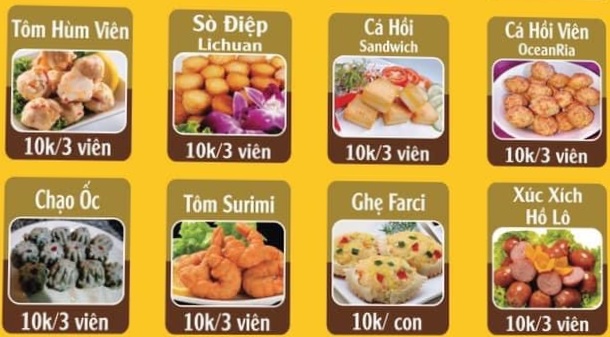 Tôm Hùm Viên
10k/3 viên
Sò Điệp
Lichuan
10k/3 viên
Cá Hồi
Sandwich
10k/3 viên
Cá Hồi Viên
OceanRia
10k/3 viên
Chạo Ốc
10k/3 viên
Tôm Surimi
10k/3 viên
Ghẹ Farci
10k/ con
Xúc Xích
Hồ Lô
10k/3 viên